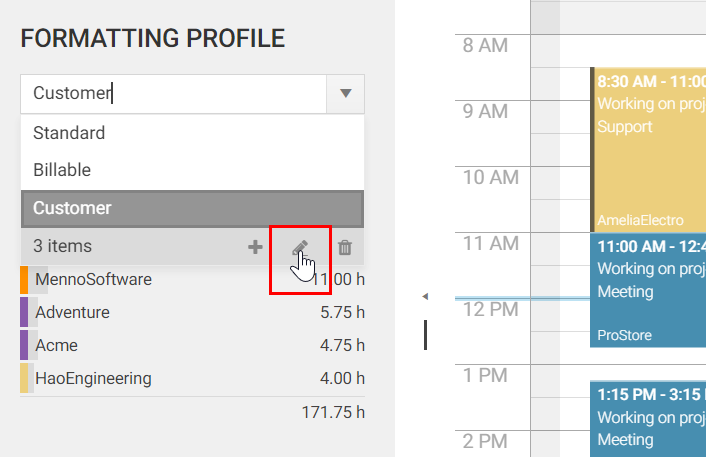 FORMATTING PROFILE
Customer
Standard
Billable
Customer
3 items
MennoSoftware 11.00 h
Adventure 5.75 h
Acme 4.75 h
HaoEngineering 4.00 h
171.75 h
8 AM
9 AM
10 AM
11 AM
12 PM
1 PM
2 PM
8:30 AM - 11:00
Working on proj
Support
AmeliaElectro
11:00 AM - 12:4
Working on proj
Meeting
ProStore
1:15 PM - 3:15
Working on proj
Meeting